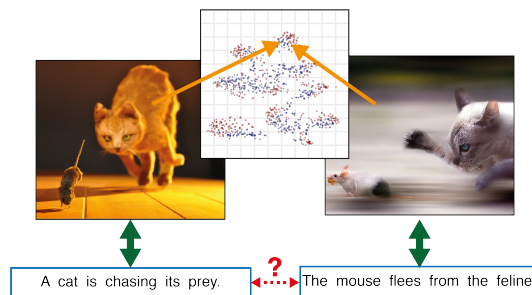 ?
A cat is chasing its prey.
The mouse flees from the feline